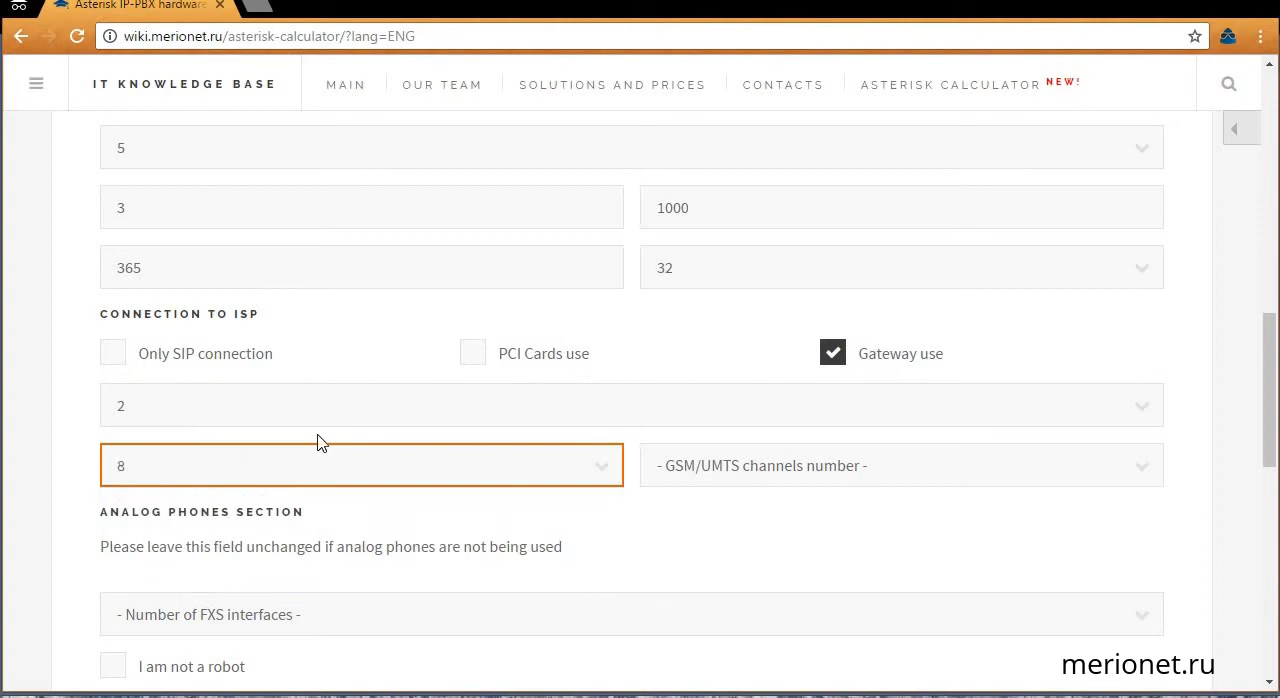 Asterisk IP-PBX hardware
wiki.merionet.ru/asterisk-calculator/?lang=ENG
IT KNOWLEDGE BASE MAIN OUR TEAM SOLUTIONS AND PRICES CONTACTS ASTERISK CALCULATOR NEW!
5
3 1000
365 32
CONNECTION TO ISP
Only SIP connection PCI Cards use Gateway use
2
8 - GSM/UMTS channels number -
ANALOG PHONES SECTION
Please leave this field unchanged if analog phones are not being used
- Number of FXS interfaces -
I am not a robot
merionet.ru